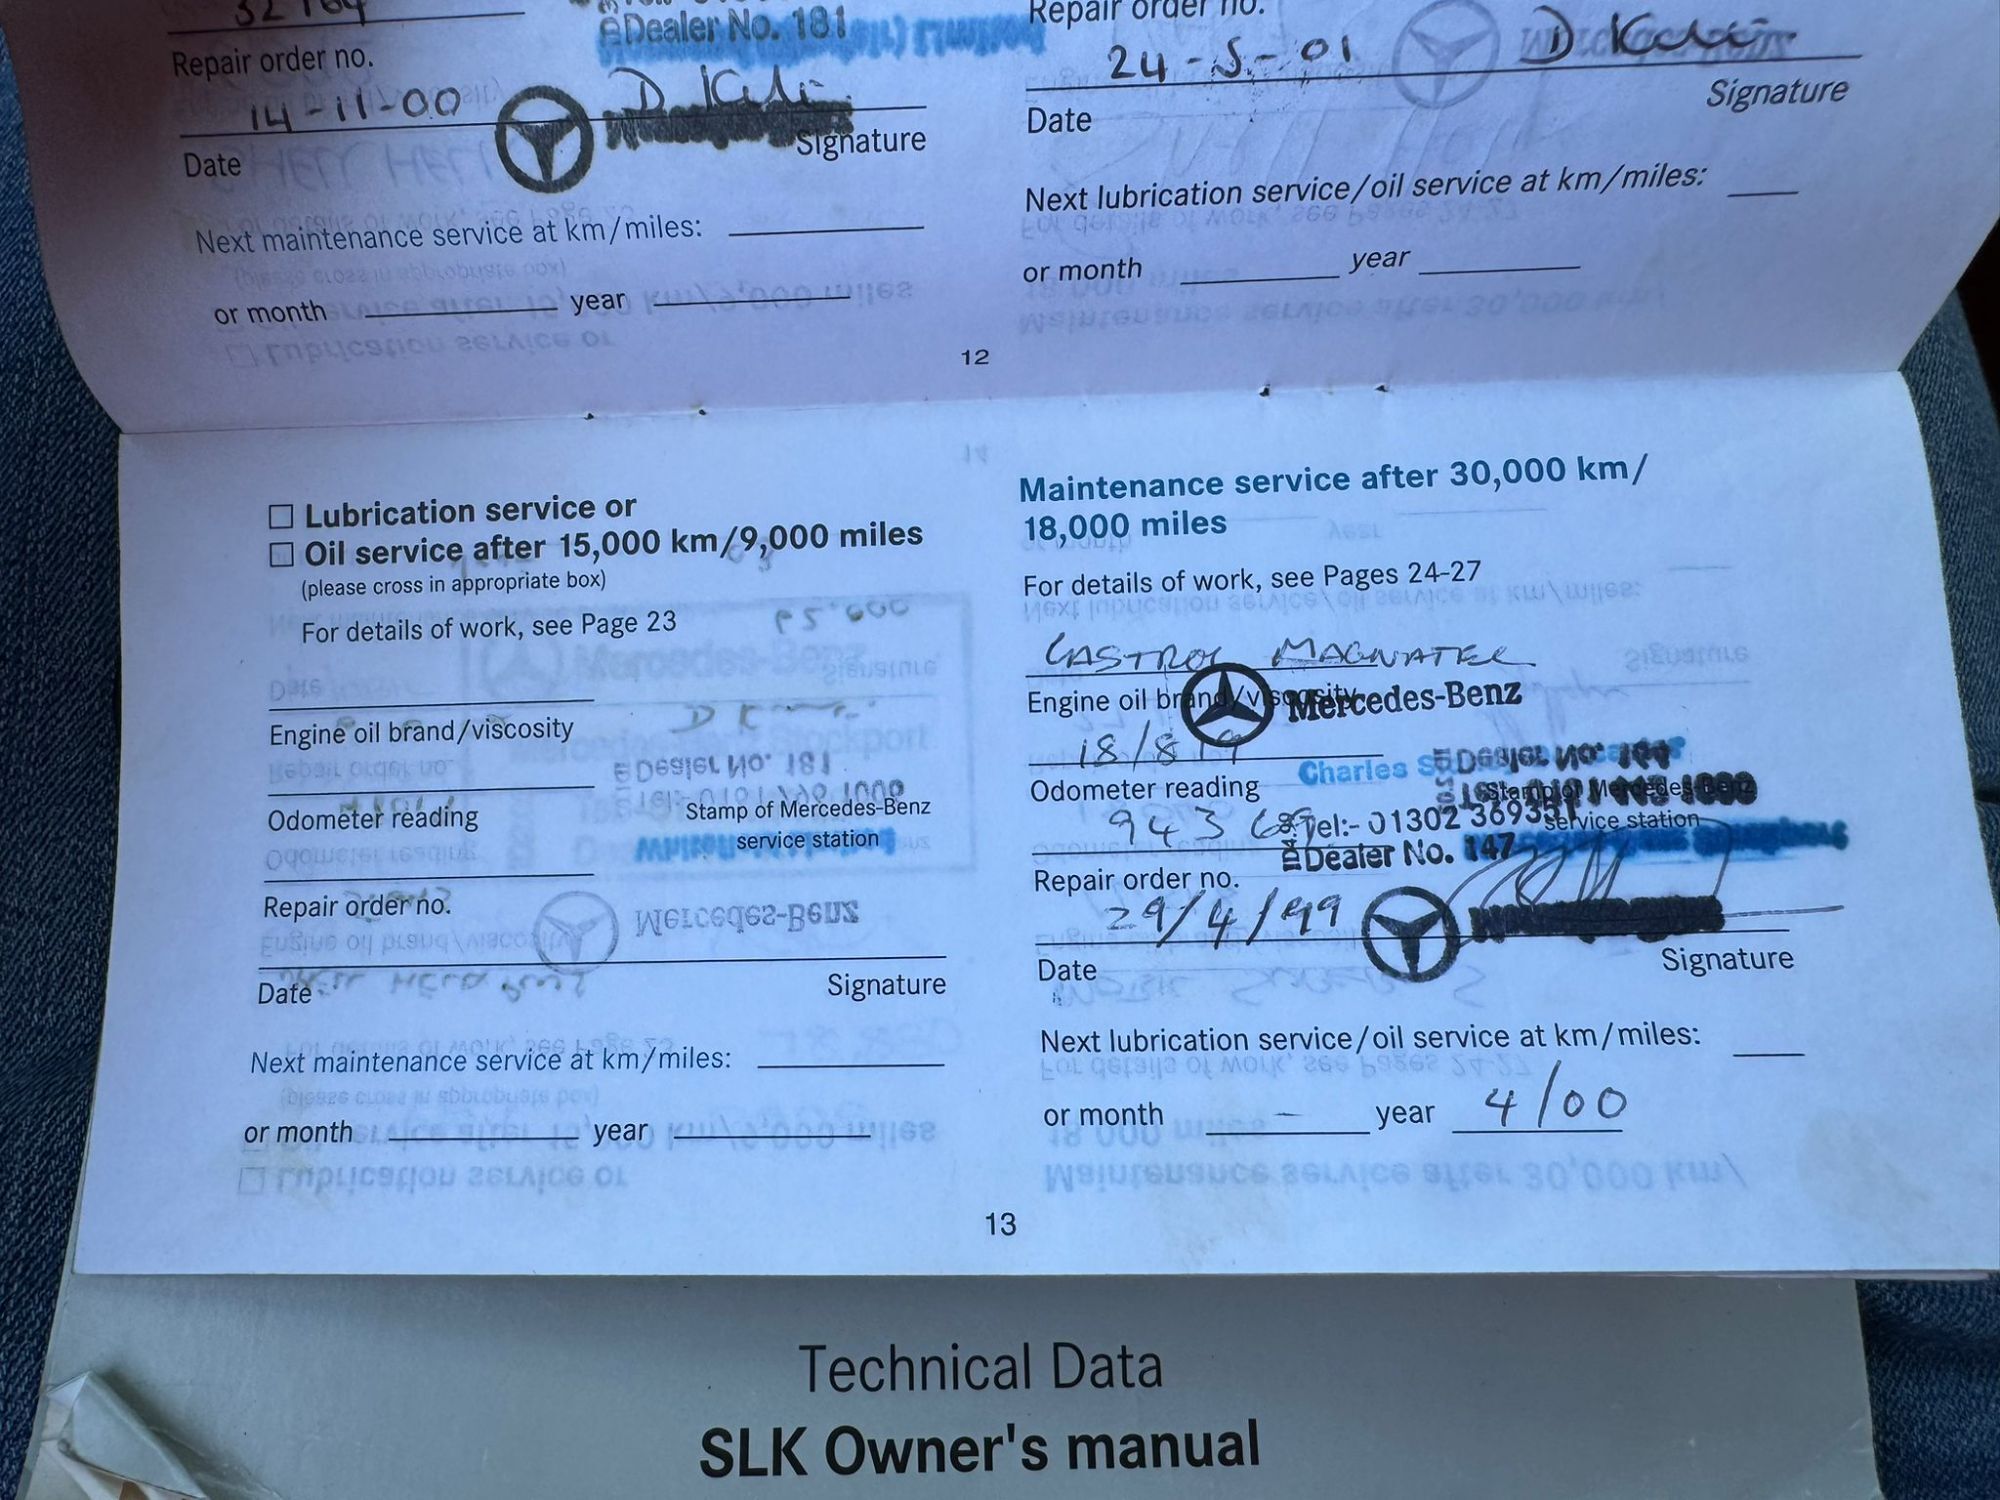 Dealer No. 181
Repair order no.
14-11-00
Date
Signature
Next maintenance service at km/miles:
or month
year
Repair order no.
24-5-01
Date
Signature
Next lubrication service/oil service at km/miles:
or month
year
12
Lubrication service or
Oil service after 15,000 km/9,000 miles
(please cross in appropriate box)
For details of work, see Page 23
Engine oil brand/viscosity
Odometer reading
Stamp of Mercedes-Benz
service station
Repair order no.
Date
Signature
Next maintenance service at km/miles:
or month
year
Maintenance service after 30,000 km/
18,000 miles
For details of work, see Pages 24-27
CASTROL MAGNATEC
Engine oil brand/viscosity
Mercedes-Benz
Odometer reading
Charles
Stamp of Mercedes-Benz
service station
Tel:- 01302
Dealer No. 147
Repair order no.
29/4/99
Date
Signature
Next lubrication service/oil service at km/miles:
or month -
year 4/00
13
Technical Data
SLK Owner's manual